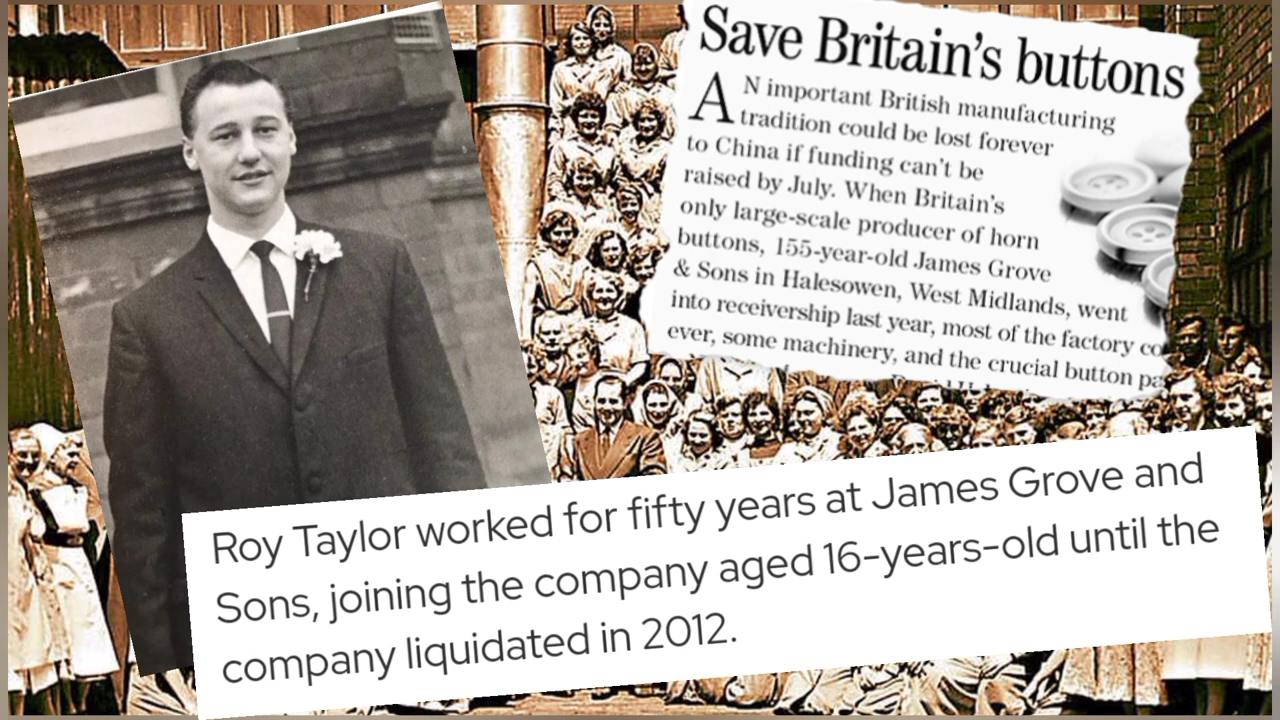 Save Britain's buttons
AN important British manufacturing
tradition could be lost forever
to China if funding can't be
raised by July. When Britain's
only large-scale producer of horn
buttons, 155-year-old James Grove
& Sons in Halesowen, West Midlands, went
into receivership last year, most of the factory
ever, some machinery, and the crucial button
Roy Taylor worked for fifty years at James Grove and
Sons, joining the company aged 16-years-old until the
company liquidated in 2012.